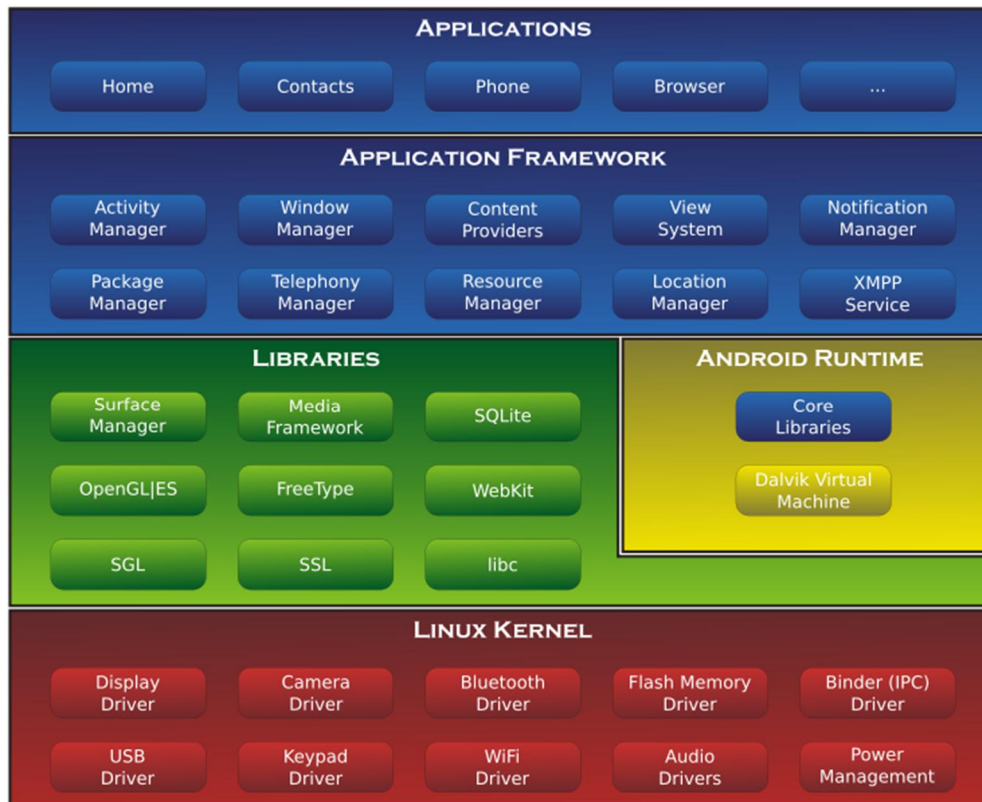 APPLICATIONS
Home
Contacts
Phone
Browser
...
APPLICATION FRAMEWORK
Activity
Manager
Window
Manager
Content
Providers
View
System
Notification
Manager
Package
Manager
Telephony
Manager
Resource
Manager
Location
Manager
XMPP
Service
LIBRARIES
Surface
Manager
Media
Framework
SQLite
OpenGL|ES
FreeType
WebKit
SGL
SSL
libc
ANDROID RUNTIME
Core
Libraries
Dalvik Virtual
Machine
LINUX KERNEL
Display
Driver
Camera
Driver
Bluetooth
Driver
Flash Memory
Driver
Binder (IPC)
Driver
USB
Driver
Keypad
Driver
WiFi
Driver
Audio
Drivers
Power
Management